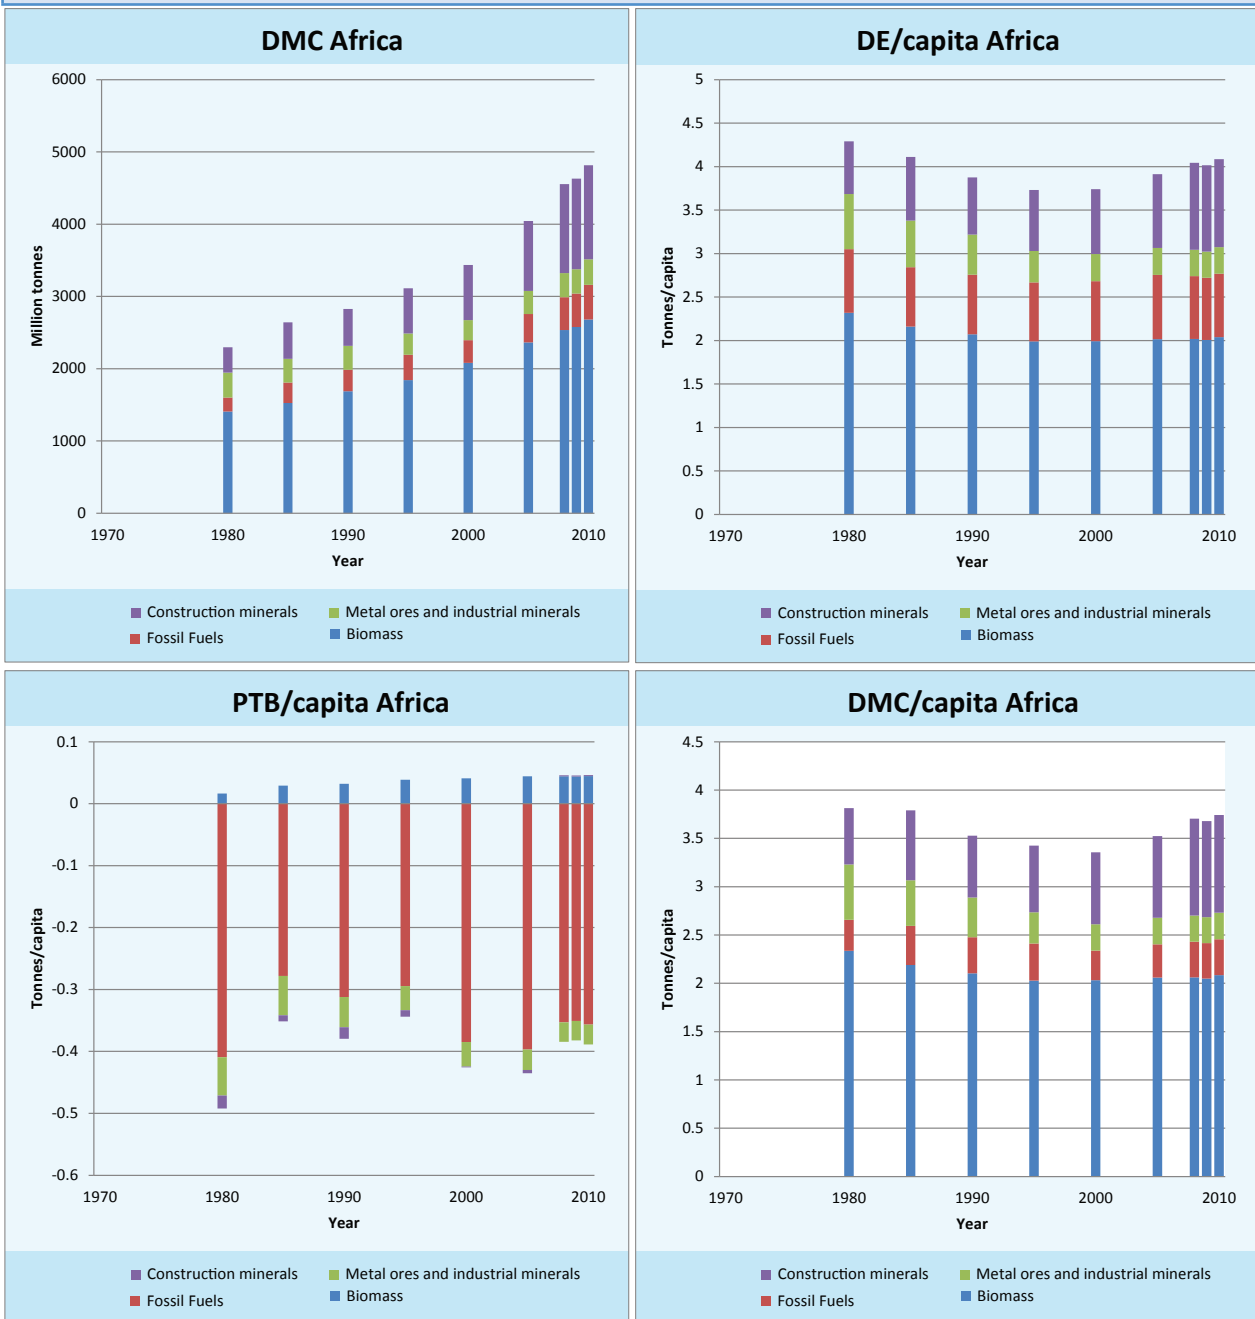 DMC Africa
6000
5000
4000
3000
2000
1000
0
Million tonnes
1970 1980 1990 2000 2010
Year
Construction minerals Metal ores and industrial minerals
Fossil Fuels Biomass
DE/capita Africa
5
4.5
4
3.5
3
2.5
2
1.5
1
0.5
0
Tonnes/capita
1970 1980 1990 2000 2010
Year
Construction minerals Metal ores and industrial minerals
Fossil Fuels Biomass
PTB/capita Africa
0.1
0
-0.1
-0.2
-0.3
-0.4
-0.5
-0.6
Tonnes/capita
1970 1980 1990 2000 2010
Year
Construction minerals Metal ores and industrial minerals
Fossil Fuels Biomass
DMC/capita Africa
4.5
4
3.5
3
2.5
2
1.5
1
0.5
0
Tonnes/capita
1970 1980 1990 2000 2010
Year
Construction minerals Metal ores and industrial minerals
Fossil Fuels Biomass